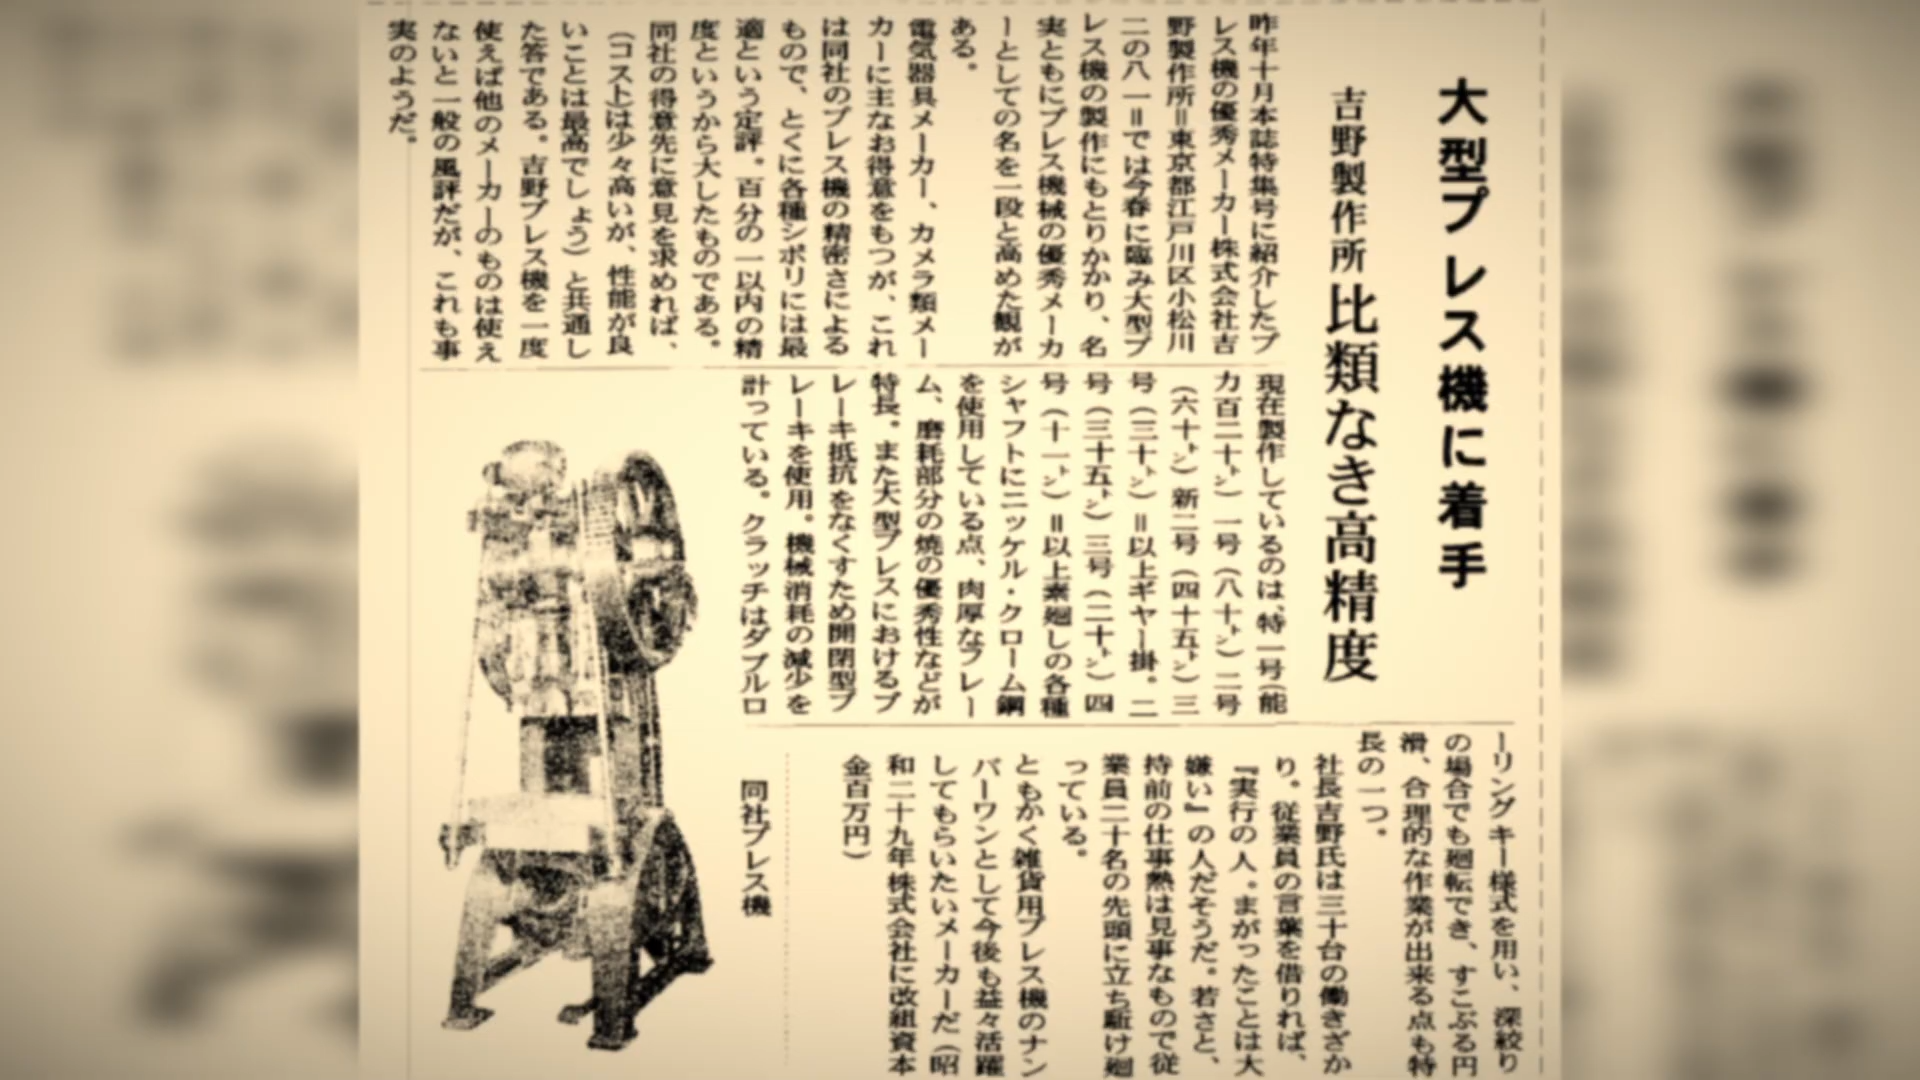 大型プレス機に着手
吉野製作所 比類なき高精度
昨年十月本誌特集号に紹介したプ
レス機の優秀メーカー株式会社吉
野製作所＝東京都江戸川区小松川
二の八一＝では今春に臨み大型プ
レス機の製作にもとりかかり、名
実ともにプレス機械の優秀メーカ
ーとしての名を一段と高めた観が
ある。
電気器具メーカー、カメラ類メー
カーに主なお得意をもつが、これ
は同社のプレス機の精密さによる
もので、とくに各種シボリには最
適という定評。百分の一以内の精
度というから大したものである。
同社の得意先に意見を求めれば、
（コスト）は少々高いが、性能が良
いことは最高でしょう）と共通し
た答である。吉野プレス機を一度
使えば他のメーカーのものは使え
ないと一般の風評だが、これも事
実のようだ。
現在製作しているのは、特一号（能
力百二十㌧）一号（八十㌧）二号
（六十㌧）新二号（四十五㌧）三
号（三十㌧）＝以上ギヤー掛。二
号（三十五㌧）三号（二十㌧）四
号（十一㌧）＝以上素廻しの各種
シャフトにニッケル・クローム鋼
を使用している点、肉厚なフレー
ム、磨耗部分の焼の優秀性などが
特長。また大型プレスにおけるブ
レーキ抵抗をなくすため開閉型ブ
レーキを使用。機械消耗の減少を
計っている。クラッチはダブルロ
ーリングキー様式を用い、深絞り
の場合でも廻転でき、すこぶる円
滑、合理的な作業が出来る点も特
長の一つ。
社長吉野氏は三十台の働きざか
り。従業員の言葉を借りれば、
『実行の人。まがったことは大
嫌い』の人だそうだ。若さと、
持前の仕事熱は見事なもので従
業員二十名の先頭に立ち駈け廻
っている。
ともかく雑貨用プレス機のナン
バーワンとして今後も益々活躍
してもらいたいメーカーだ（昭
和二十九年株式会社に改組資本
金百万円）
同社プレス機